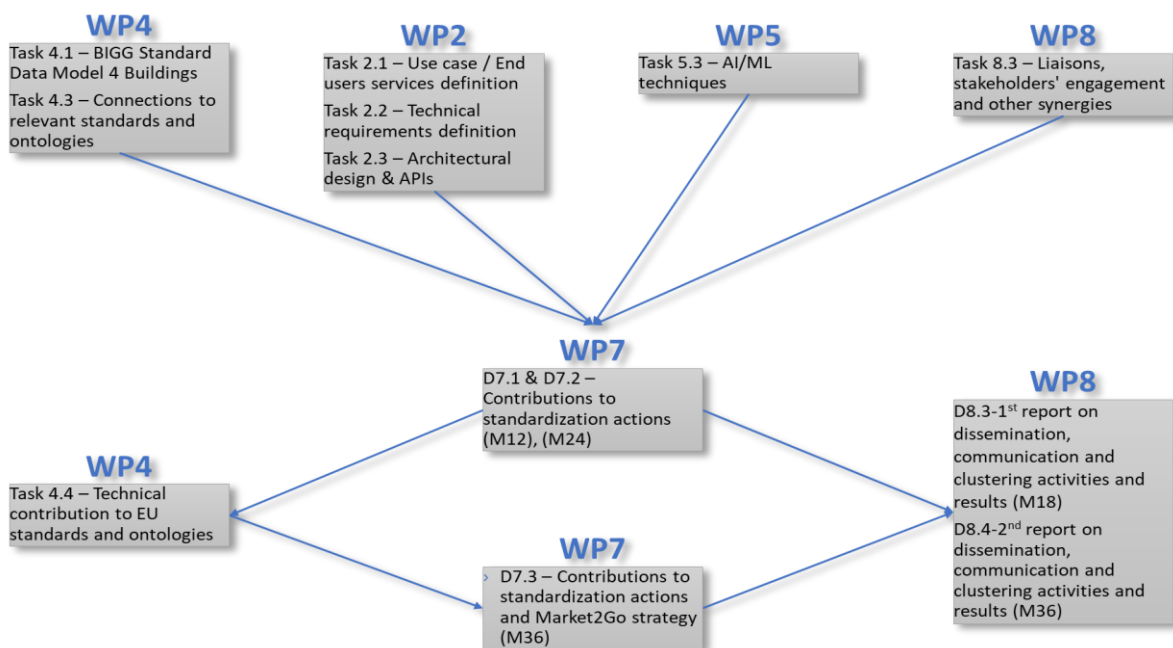 WP4
Task 4.1 – BIGG Standard
Data Model 4 Buildings
Task 4.3 – Connections to
relevant standards and
ontologies
WP2
Task 2.1 – Use case / End
users services definition
Task 2.2 – Technical
requirements definition
Task 2.3 – Architectural
design & APIs
WP5
Task 5.3 – AI/ML
techniques
WP8
Task 8.3 – Liaisons,
stakeholders' engagement
and other synergies
WP7
D7.1 & D7.2 –
Contributions to
standardization actions
(M12), (M24)
WP4
Task 4.4 – Technical
contribution to EU
standards and ontologies
WP7
› D7.3 – Contributions to
standardization actions
and Market2Go strategy
(M36)
WP8
D8.3-1st report on
dissemination,
communication and
clustering activities and
results (M18)
D8.4-2nd report on
dissemination,
communication and
clustering activities and
results (M36)